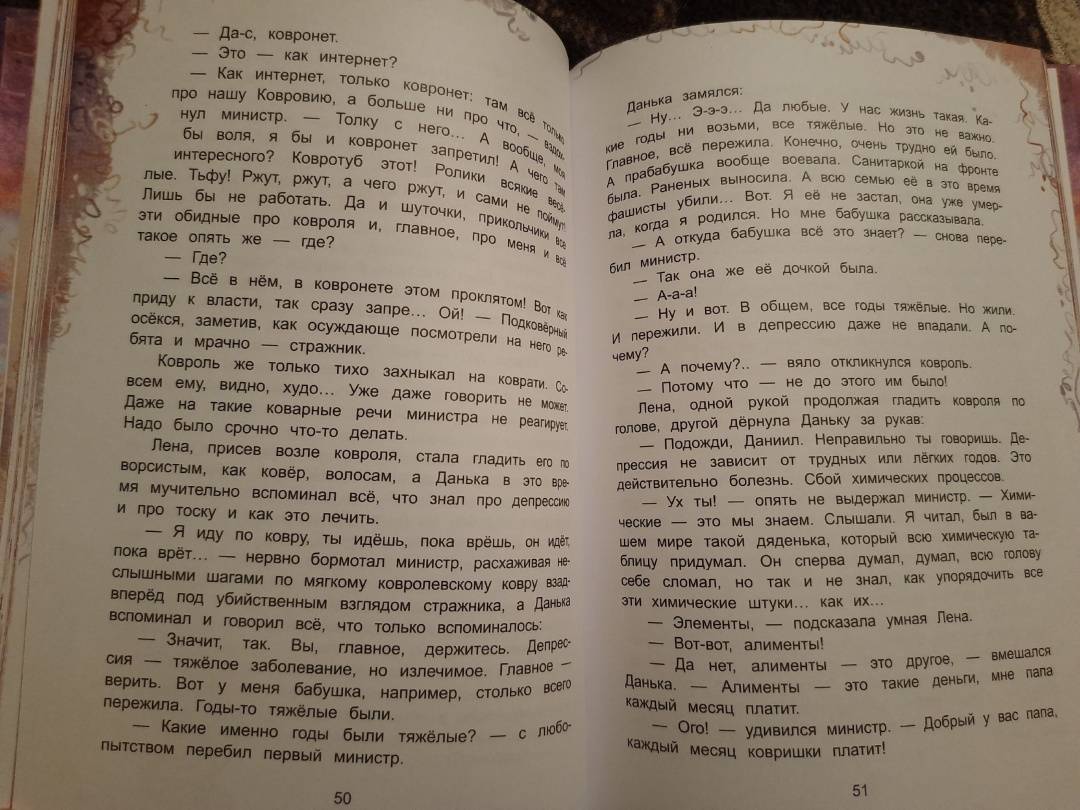 — Да-с, ковронет.
— Это — как интернет?
— Как интернет, только ковронет: там всё только
про нашу Ковровию, а больше ни про что, — вздох-
нул министр. — Толку с него... А вообще, моя
бы воля, я бы и ковронет запретил! А чего там
интересного? Ковротуб этот! Ролики всякие весё-
лые. Тьфу! Ржут, ржут, а чего ржут, и сами не поймут!
Лишь бы не работать. Да и шуточки, прикольчики все
эти обидные про ковроля и, главное, про меня и всё
такое опять же — где?
— Где?
— Всё в нём, в ковронете этом проклятом! Вот как
приду к власти, так сразу запре... Ой! — Подковёрный
осёкся, заметив, как осуждающе посмотрели на него ре-
бята и мрачно — стражник.
Ковроль же только тихо захныкал на коврати. Со-
всем ему, видно, худо... Уже даже говорить не может.
Даже на такие коварные речи министра не реагирует.
Надо было срочно что-то делать.
Лена, присев возле ковроля, стала гладить его по
ворсистым, как ковёр, волосам, а Данька в это вре-
мя мучительно вспоминал всё, что знал про депрессию
и про тоску и как это лечить.
— Я иду по ковру, ты идёшь, пока врёшь, он идёт,
пока врёт... — нервно бормотал министр, расхаживая не-
слышными шагами по мягкому ковролевскому ковру взад-
вперёд под убийственным взглядом стражника, а Данька
вспоминал и говорил всё, что только вспоминалось:
— Значит, так. Вы, главное, держитесь. Депрес-
сия — тяжёлое заболевание, но излечимое. Главное —
верить. Вот у меня бабушка, например, столько всего
пережила. Годы-то тяжёлые были.
— Какие именно годы были тяжёлые? — с любо-
пытством перебил первый министр.
50
Данька замялся:
— Ну... Э-э-э... Да любые. У нас жизнь такая. Ка-
кие годы ни возьми, все тяжёлые. Но это не важно.
Главное, всё пережила. Конечно, очень трудно ей было.
А прабабушка вообще воевала. Санитаркой на фронте
была. Раненых выносила. А всю семью её в это время
фашисты убили... Вот. Я её не застал, она уже умер-
ла, когда я родился. Но мне бабушка рассказывала.
— А откуда бабушка всё это знает? — снова пере-
бил министр.
— Так она же её дочкой была.
— А-а-а!
— Ну и вот. В общем, все годы тяжёлые. Но жили.
И пережили. И в депрессию даже не впадали. А по-
чему?
— А почему?.. — вяло откликнулся ковроль.
— Потому что — не до этого им было!
Лена, одной рукой продолжая гладить ковроля по
голове, другой дёрнула Даньку за рукав:
— Подожди, Даниил. Неправильно ты говоришь. Де-
прессия не зависит от трудных или лёгких годов. Это
действительно болезнь. Сбой химических процессов.
— Ух ты! — опять не выдержал министр. — Хими-
ческие — это мы знаем. Слышали. Я читал, был в ва-
шем мире такой дяденька, который всю химическую та-
блицу придумал. Он сперва думал, думал, всю голову
себе сломал, но так и не знал, как упорядочить все
эти химические штуки... как их...
— Элементы, — подсказала умная Лена.
— Вот-вот, алименты!
— Да нет, алименты — это другое, — вмешался
Данька. — Алименты — это такие деньги, мне папа
каждый месяц платит.
— Ого! — удивился министр. — Добрый у вас папа,
каждый месяц ковришки платит!
51